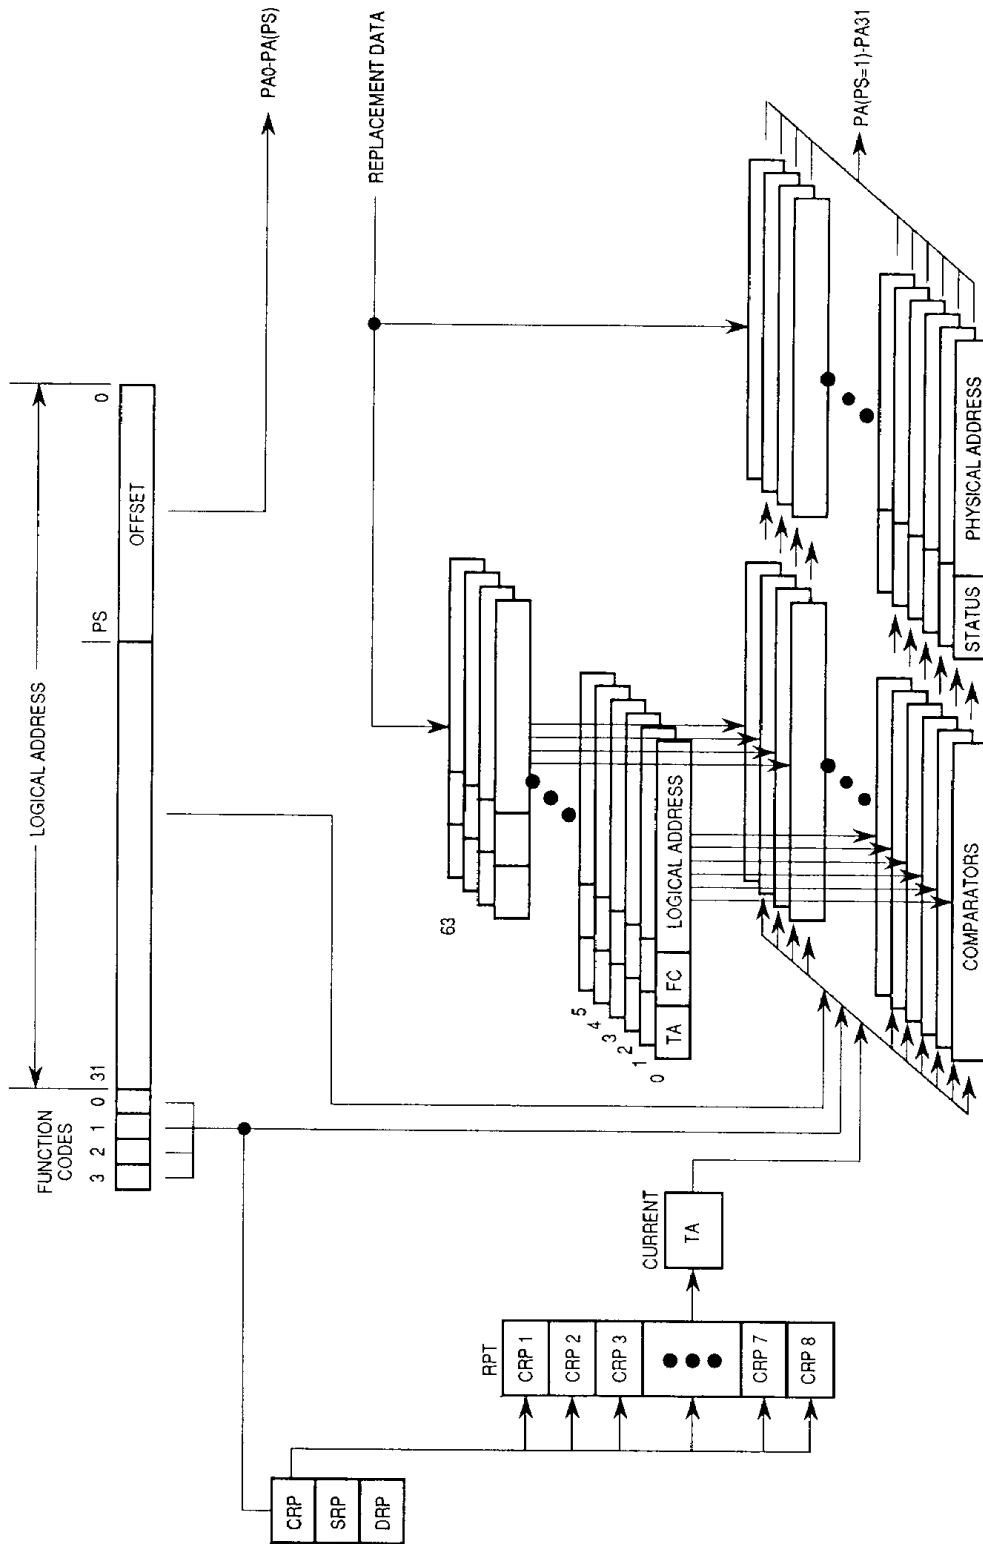 LOGICAL ADDRESS
FUNCTION
CODES
3 2 1 0 31 PS 0
OFFSET
PA0-PA(PS)
REPLACEMENT DATA
CRP
SRP
DRP
RPT
CRP 1
CRP 2
CRP 3
CRP 7
CRP 8
CURRENT
TA
63
5
4
3
2
1
0
TA FC LOGICAL ADDRESS
COMPARATORS
STATUS PHYSICAL ADDRESS
PA(PS=1)-PA31